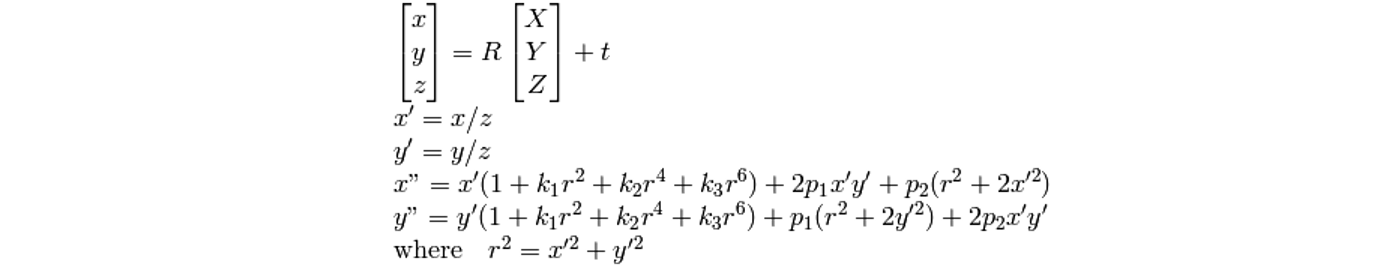 [x y z] = R [X Y Z] + t
x′ = x/z
y′ = y/z
x” = x′(1 + k₁r² + k₂r⁴ + k₃r⁶) + 2p₁x′y′ + p₂(r² + 2x′²)
y” = y′(1 + k₁r² + k₂r⁴ + k₃r⁶) + p₁(r² + 2y′²) + 2p₂x′y′
where r² = x′² + y′²